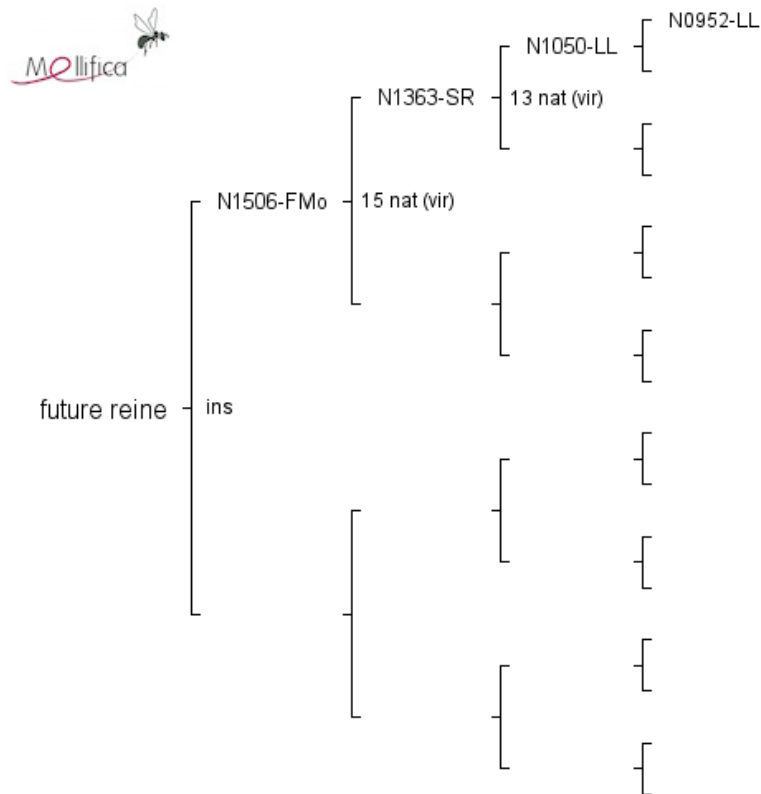 N0952-LL
N1050-LL
Mellifica
N1363-SR
13 nat (vir)
N1506-FMo
15 nat (vir)
future reine
ins